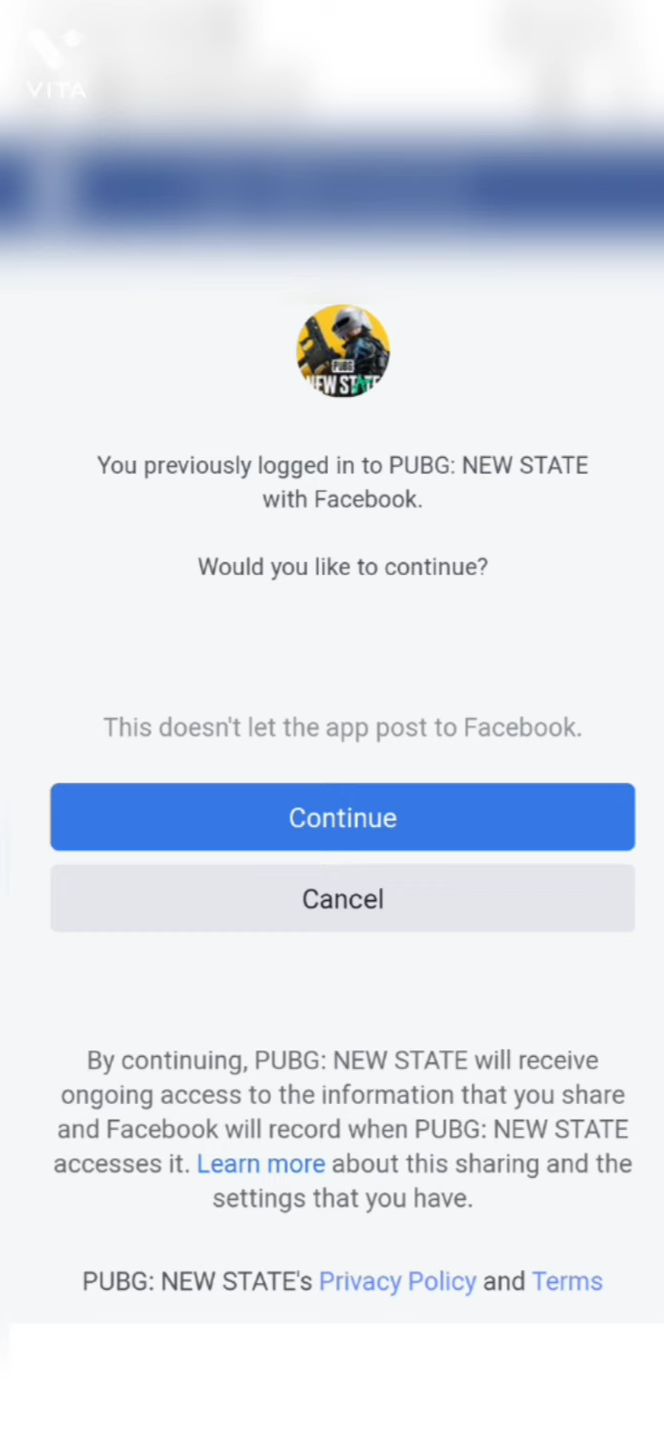 VITA
PUBG
NEW STATE
You previously logged in to PUBG: NEW STATE
with Facebook.
Would you like to continue?
This doesn't let the app post to Facebook.
Continue
Cancel
By continuing, PUBG: NEW STATE will receive
ongoing access to the information that you share
and Facebook will record when PUBG: NEW STATE
accesses it. Learn more about this sharing and the
settings that you have.
PUBG: NEW STATE's Privacy Policy and Terms